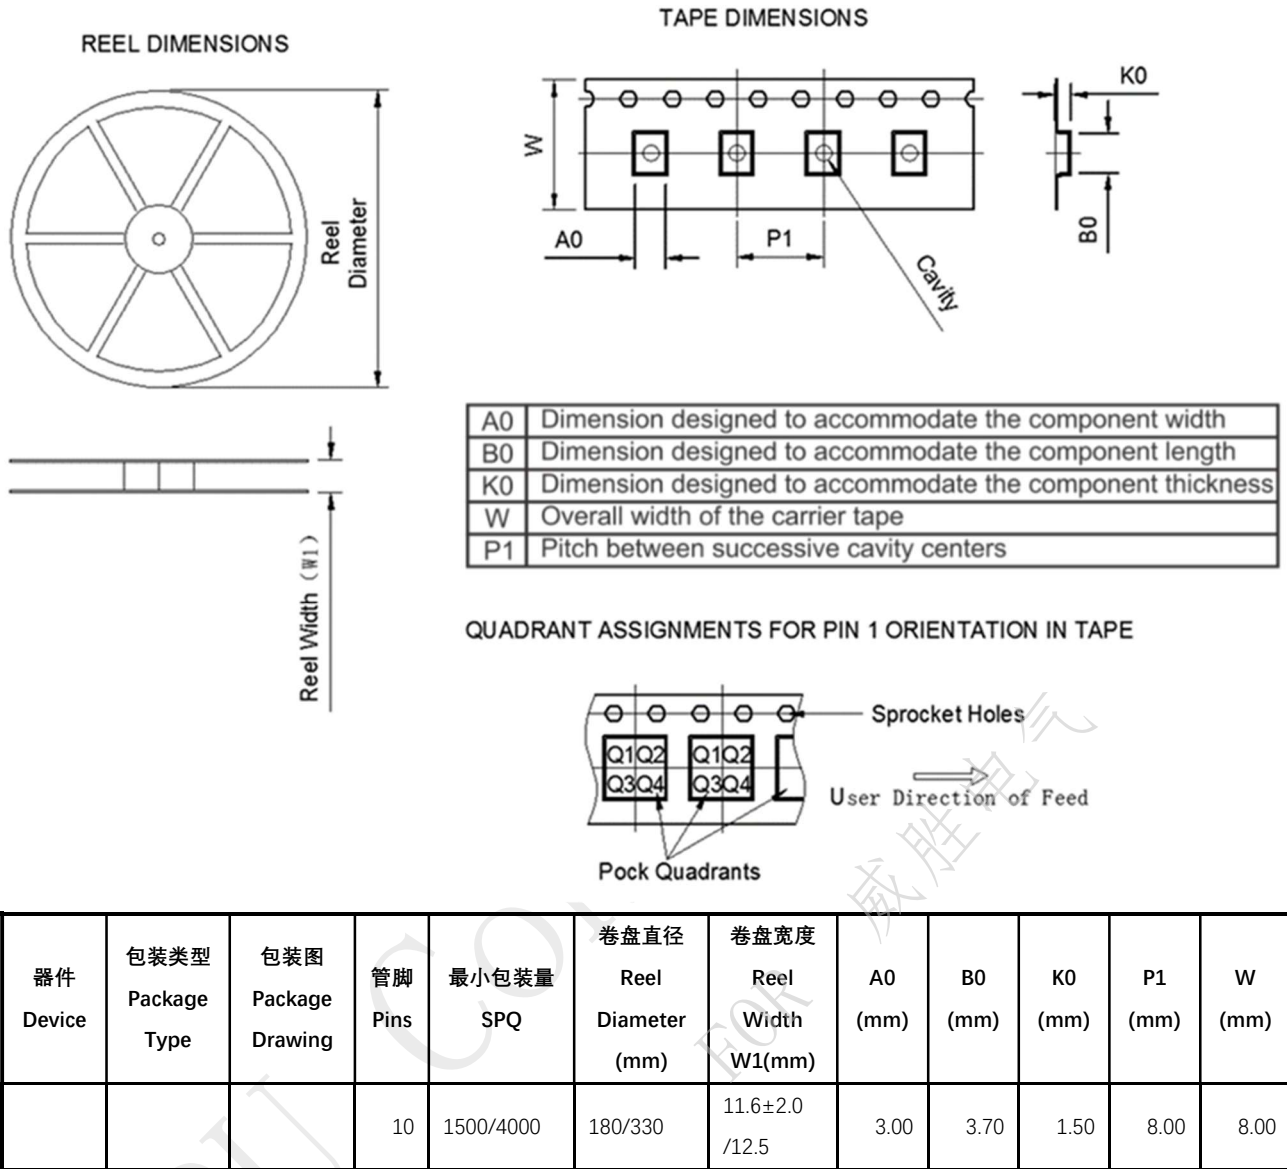 REEL DIMENSIONS
TAPE DIMENSIONS
Reel
Diameter
W
A0
P1
Cavity
K0
B0
Reel Width（W1）
A0 Dimension designed to accommodate the component width
B0 Dimension designed to accommodate the component length
K0 Dimension designed to accommodate the component thickness
W Overall width of the carrier tape
P1 Pitch between successive cavity centers
QUADRANT ASSIGNMENTS FOR PIN 1 ORIENTATION IN TAPE
Sprocket Holes
Q1 Q2 Q1 Q2
Q3 Q4 Q3 Q4
User Direction of Feed
Pock Quadrants
威胜电气
FOR
器件
Device
包装类型
Package
Type
包装图
Package
Drawing
管脚
Pins
最小包装量
SPQ
卷盘直径
Reel
Diameter
(mm)
卷盘宽度
Reel
Width
W1(mm)
A0
(mm)
B0
(mm)
K0
(mm)
P1
(mm)
W
(mm)
10 1500/4000 180/330 11.6±2.0
/12.5 3.00 3.70 1.50 8.00 8.00